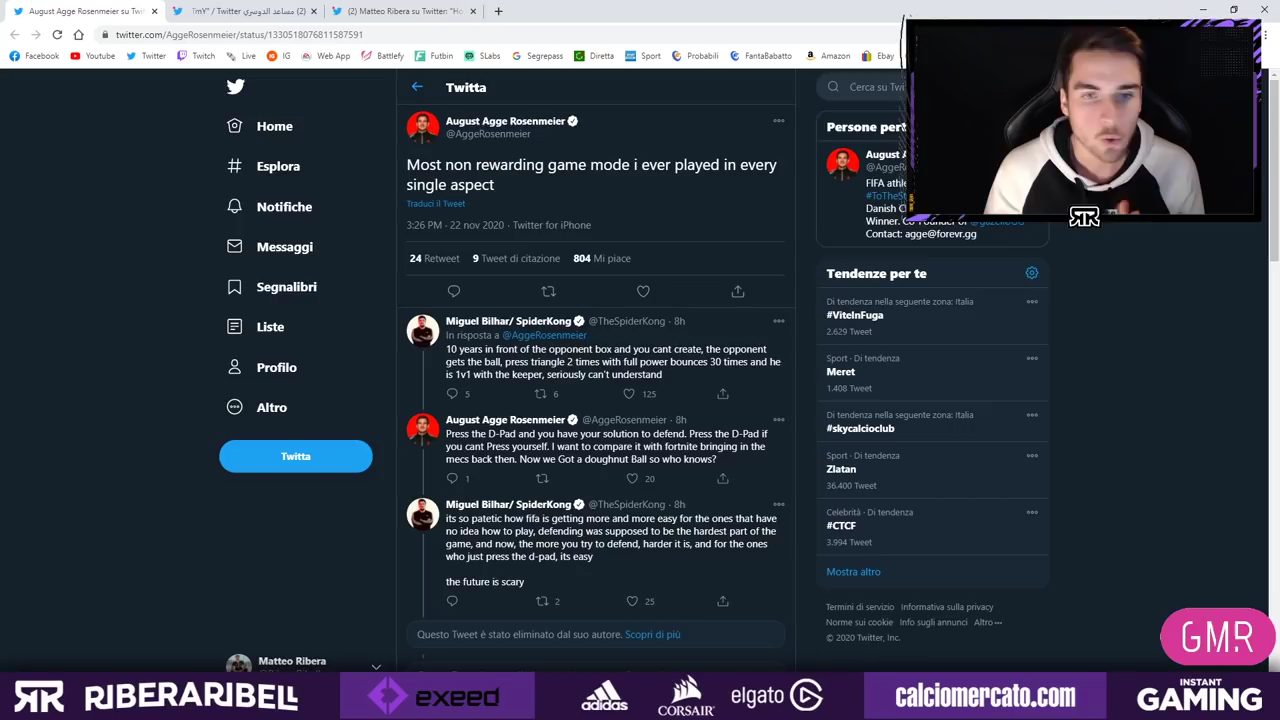 August Agge Rosenmeier su Twit
TmY" / Twitter (2) مساعد الدوسري
(2) Matteo Ribera su Twitter: "Ho
twitter.com/AggeRosenmeier/status/1330518076811587591
Facebook
YouTube
Twitter
Twitch
Live
IG
Web App
Battlefy
Futbin
SLabs
Segrepass
Diretta
Sport
Probabili
FantaBabatto
Amazon
Ebay
Home
Esplora
Notifiche
Messaggi
Segnalibri
Liste
Profilo
Altro
Twitta
Matteo Ribera
Twitta
August Agge Rosenmeier
@AggeRosenmeier
Most non rewarding game mode i ever played in every
single aspect
Traduci il Tweet
3:26 PM · 22 nov 2020 · Twitter for iPhone
24 Retweet 9 Tweet di citazione 804 Mi piace
Miguel Bilhar/ SpiderKong @TheSpiderKong · 8h
In risposta a @AggeRosenmeier
10 years in front of the opponent box and you cant create, the opponent
gets the ball, press triangle 2 times with full power bounces 30 times and he
is 1v1 with the keeper, seriously can't understand
5 6 125
August Agge Rosenmeier @AggeRosenmeier · 8h
Press the D-Pad and you have your solution to defend. Press the D-Pad if
you cant Press yourself. I want to compare it with fortnite bringing in the
mecs back then. Now we Got a doughnut Ball so who knows?
1 20
Miguel Bilhar/ SpiderKong @TheSpiderKong · 8h
its so patetic how fifa is getting more and more easy for the ones that have
no idea how to play, defending was supposed to be the hardest part of the
game, and now, the more you try to defend, harder it is, and for the ones
who just press the d-pad, its easy
the future is scary
2 25
Questo Tweet è stato eliminato dal suo autore. Scopri di più
Cerca su Twi
Persone per
August A
@AggeRo
FIFA athle
#ToTheS
Danish C
Winner. Co-Founder of @gazelleGG
Contact: agge@forevr.gg
Tendenze per te
Di tendenza nella seguente zona: Italia
#ViteInFuga
2.629 Tweet
Sport · Di tendenza
Meret
1.408 Tweet
Di tendenza nella seguente zona: Italia
#skycalcioclub
Sport · Di tendenza
Zlatan
36.400 Tweet
Celebrità · Di tendenza
#CTCF
3.994 Tweet
Mostra altro
Termini di servizio Informativa sulla privacy
Norme sui cookie Info sugli annunci Altro
© 2020 Twitter, Inc.
GMR
RIBERARIBELL
exeed
adidas
CORSAIR
elgato
calciomercato.com
INSTANT
GAMING